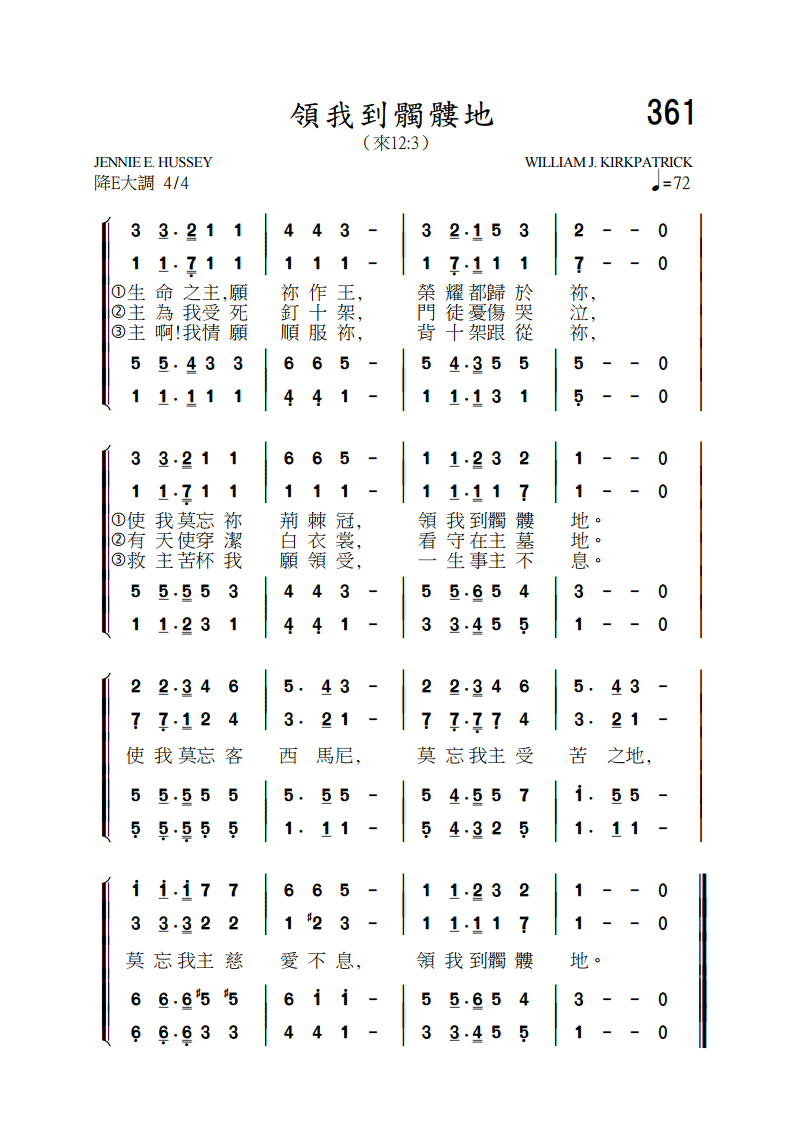 領我到髑髏地
361
（來12:3）
JENNIE E. HUSSEY
WILLIAM J. KIRKPATRICK
降E大調 4/4
♩=72
3 3. 2 1 1 | 4 4 3 - | 3 2. 1 5 3 | 2 - - 0
1 1. 7 1 1 | 1 1 1 - | 1 7. 1 1 1 | 7 - - 0
①生 命 之主,願 祢 作 王, 榮 耀 都歸 於 祢,
②主 為 我受 死 釘 十 架, 門 徒 憂傷 哭 泣,
③主 啊!我情 願 順 服 祢, 背 十 架跟 從 祢,
5 5. 4 3 3 | 6 6 5 - | 5 4. 3 5 5 | 5 - - 0
1 1. 1 1 1 | 4 4 1 - | 1 1. 1 3 1 | 5 - - 0
3 3. 2 1 1 | 6 6 5 - | 1 1. 2 3 2 | 1 - - 0
1 1. 7 1 1 | 1 1 1 - | 1 1. 1 1 7 | 1 - - 0
①使 我 莫忘 祢 荊 棘 冠, 領 我 到髑 髏 地。
②有 天 使穿 潔 白 衣 裳, 看 守 在主 墓 地。
③救 主 苦杯 我 願 領 受, 一 生 事主 不 息。
5 5. 5 5 3 | 4 4 3 - | 5 5. 6 5 4 | 3 - - 0
1 1. 2 3 1 | 4 4 1 - | 3 3. 4 5 5 | 1 - - 0
2 2. 3 4 6 | 5. 4 3 - | 2 2. 3 4 6 | 5. 4 3 -
7 7. 1 2 4 | 3. 2 1 - | 7 7. 7 7 4 | 3. 2 1 -
使 我 莫忘 客 西 馬尼, 莫 忘 我主 受 苦 之地,
5 5. 5 5 5 | 5. 5 5 - | 5 4. 5 5 7 | i. 5 5 -
5 5. 5 5 5 | 1. 1 1 - | 5 4. 3 2 5 | 1. 1 1 -
i i. i 7 7 | 6 6 5 - | 1 1. 2 3 2 | 1 - - 0
3 3. 3 2 2 | 1 ♯2 3 - | 1 1. 1 1 7 | 1 - - 0
莫 忘 我主 慈 愛 不 息, 領 我 到髑 髏 地。
6 6. 6 ♯5 ♯5 | 6 i i - | 5 5. 6 5 4 | 3 - - 0
6 6. 6 3 3 | 4 4 1 - | 3 3. 4 5 5 | 1 - - 0